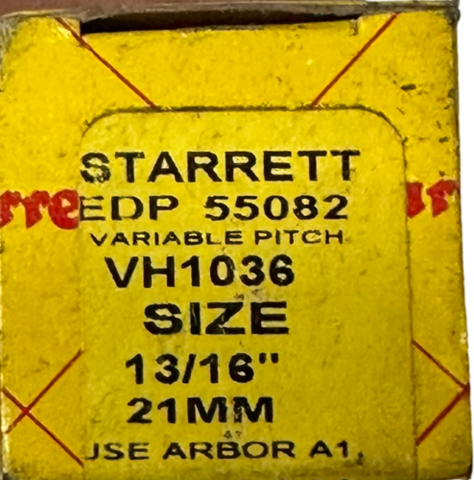 STARRETT
EDP 55082
VARIABLE PITCH
VH1036
SIZE
13/16"
21MM
USE ARBOR A1,